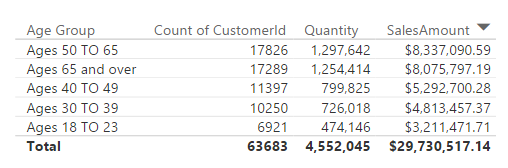 Age Group Count of CustomerId Quantity SalesAmount
Ages 50 TO 65 17826 1,297,642 $8,337,090.59
Ages 65 and over 17289 1,254,414 $8,075,797.19
Ages 40 TO 49 11397 799,825 $5,292,700.28
Ages 30 TO 39 10250 726,018 $4,813,457.37
Ages 18 TO 23 6921 474,146 $3,211,471.71
Total 63683 4,552,045 $29,730,517.14